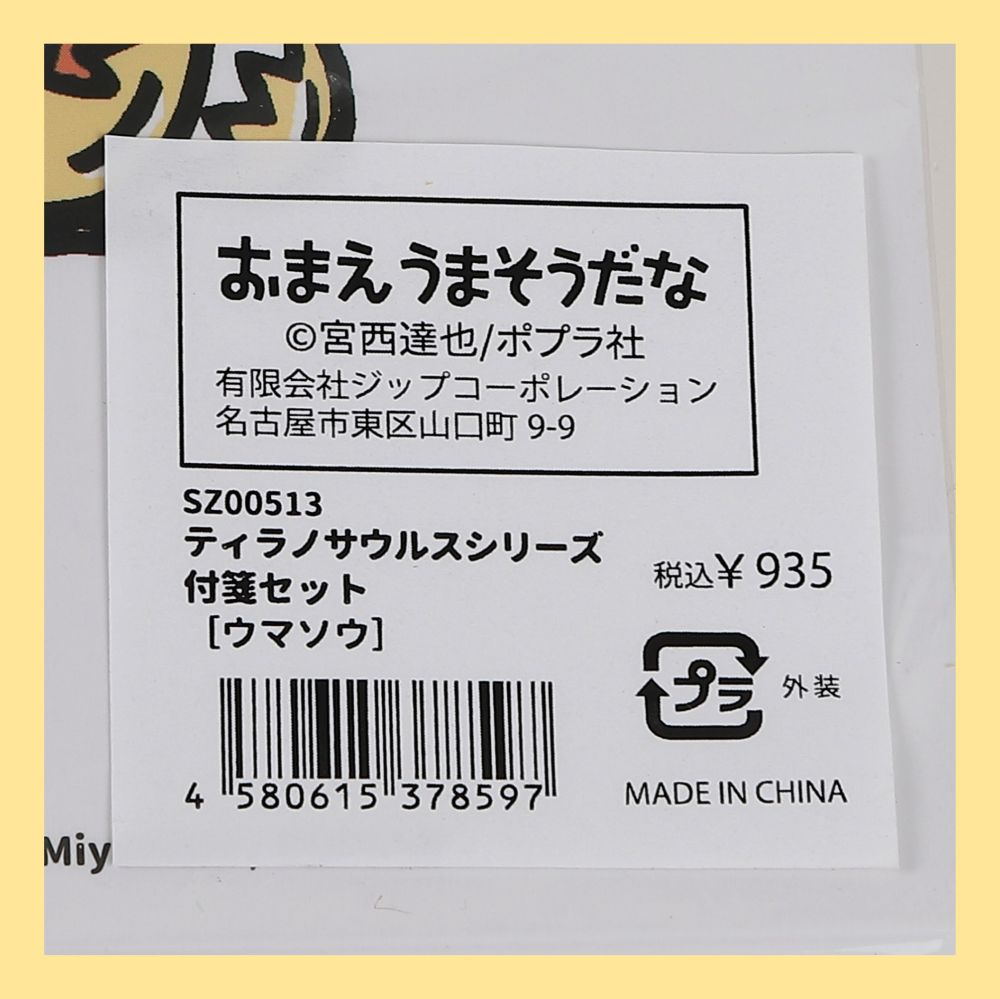 おまえうまそうだな
©宮西達也/ポプラ社
有限会社ジップコーポレーション
名古屋市東区山口町 9-9
SZ00513
ティラノサウルスシリーズ
付箋セット
［ウマソウ］
税込￥935
プラ 外装
4 580615 378597
MADE IN CHINA
Miy